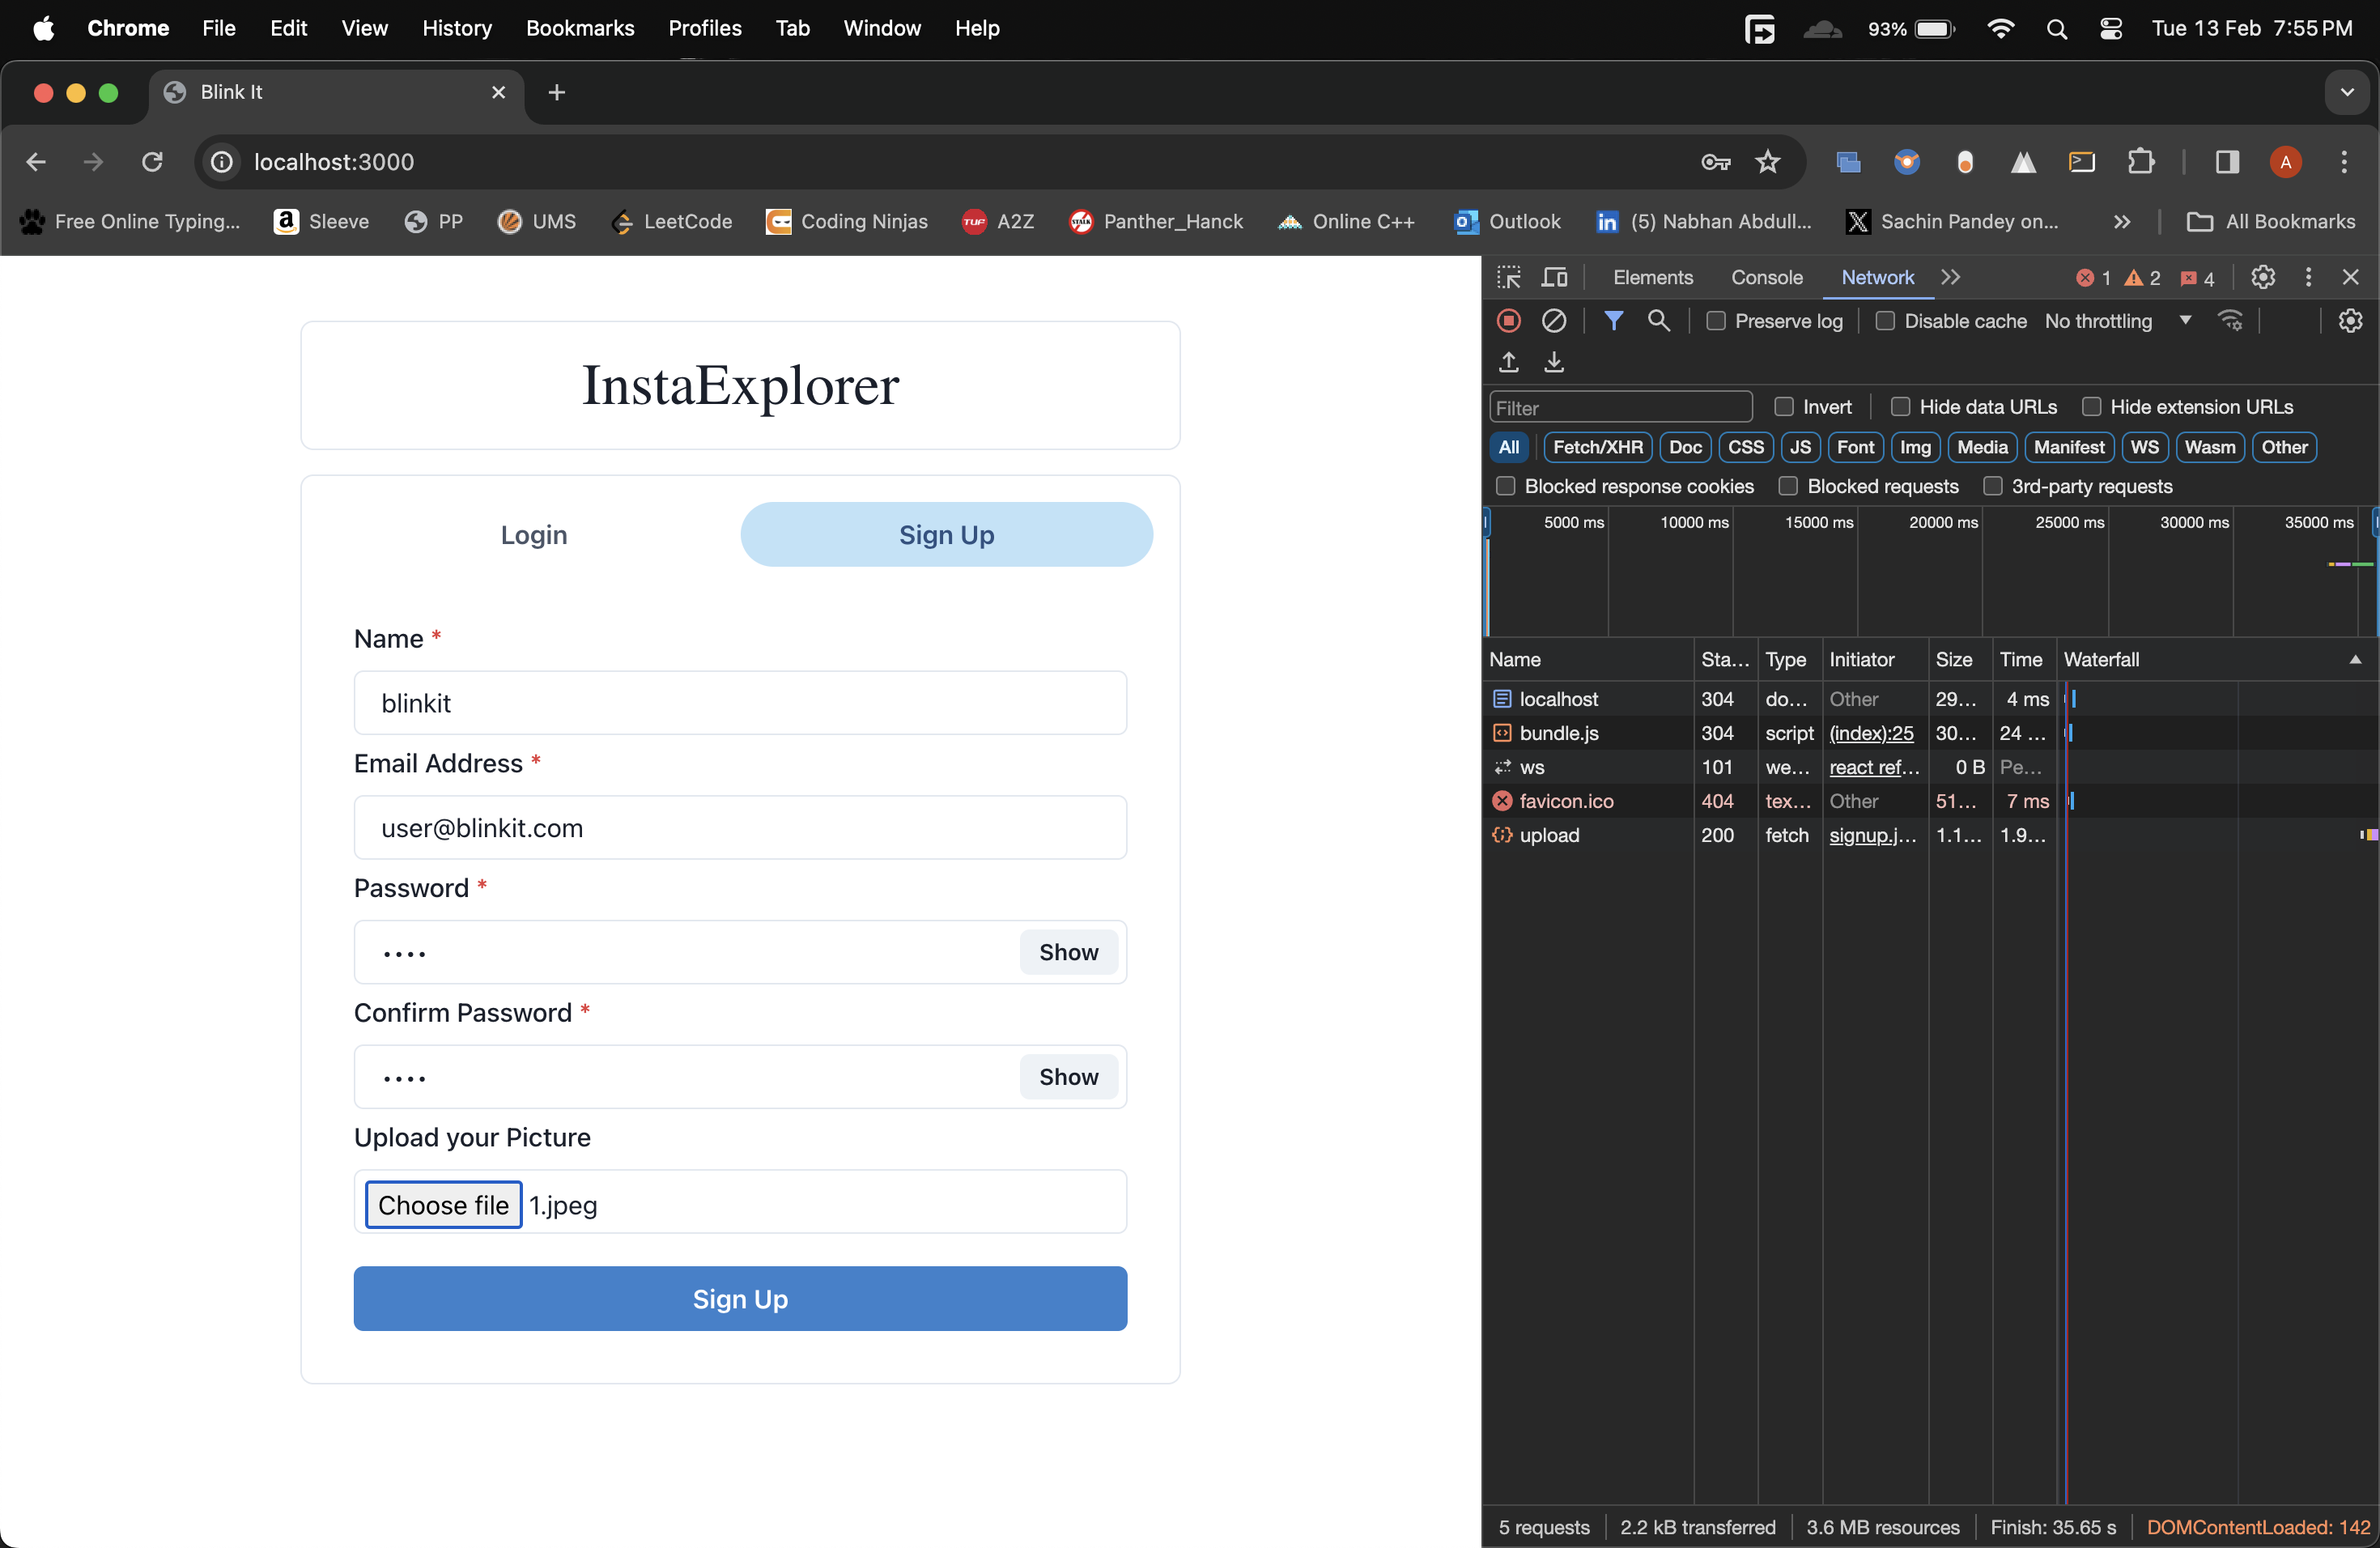 Chrome File Edit View History Bookmarks Profiles Tab Window Help 93% Tue 13 Feb 7:55 PM
Blink It
localhost:3000
A
Free Online Typing... Sleeve PP UMS LeetCode Coding Ninjas A2Z Panther_Hanck Online C++ Outlook (5) Nabhan Abdull... Sachin Pandey on... All Bookmarks
InstaExplorer
Login Sign Up
Name *
blinkit
Email Address *
user@blinkit.com
Password *
•••• Show
Confirm Password *
•••• Show
Upload your Picture
Choose file 1.jpeg
Sign Up
Elements Console Network 1 2 4
Preserve log Disable cache No throttling
Filter Invert Hide data URLs Hide extension URLs
All Fetch/XHR Doc CSS JS Font Img Media Manifest WS Wasm Other
Blocked response cookies Blocked requests 3rd-party requests
5000 ms 10000 ms 15000 ms 20000 ms 25000 ms 30000 ms 35000 ms
Name Sta... Type Initiator Size Time Waterfall
localhost 304 do... Other 29... 4 ms
bundle.js 304 script (index):25 30... 24 ...
ws 101 we... react ref... 0 B Pe...
favicon.ico 404 tex... Other 51... 7 ms
upload 200 fetch signup.j... 1.1... 1.9...
5 requests 2.2 kB transferred 3.6 MB resources Finish: 35.65 s DOMContentLoaded: 142